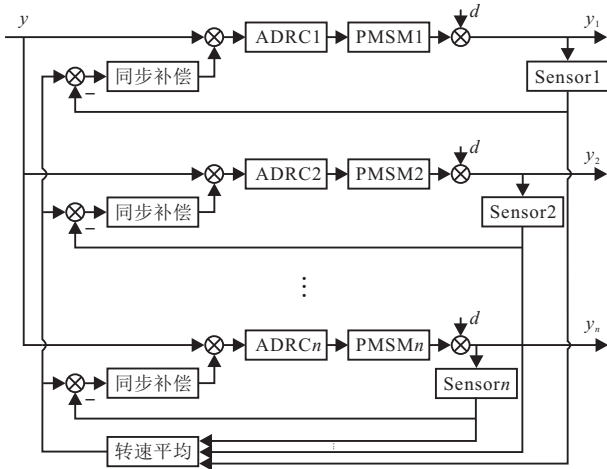 y
d
y1
ADRC1
PMSM1
同步补偿
−
Sensor1
d
y2
ADRC2
PMSM2
同步补偿
−
Sensor2
⋮
d
yn
ADRCn
PMSMn
同步补偿
−
Sensorn
转速平均